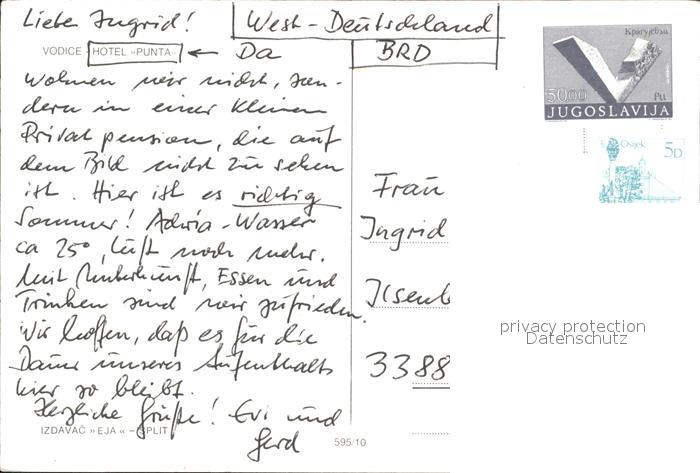 Liebe Ingrid!
West-Deutschland
BRD
VODICE - HOTEL »PUNTA« ← Da
wohnen wir nicht, son-
dern in einer kleinen
Privatpension, die auf
dem Bild nicht zu sehen
ist. Hier ist es richtig
Sommer! Adria-Wasser
ca 25°, Luft noch mehr.
Mit Unterkunft, Essen und
Trinken sind wir zufrieden.
Wir hoffen, daß es für die
Dauer unseres Aufenthalts
hier so bleibt.
Herzliche Grüße! Evi und
Gerd
IZDAVAČ »EJA« - SPLIT
595/10
5000
JUGOSLAVIJA
Osijek
5D
Frau
Ingrid
Ilsenb
3388
privacy protection
Datenschutz